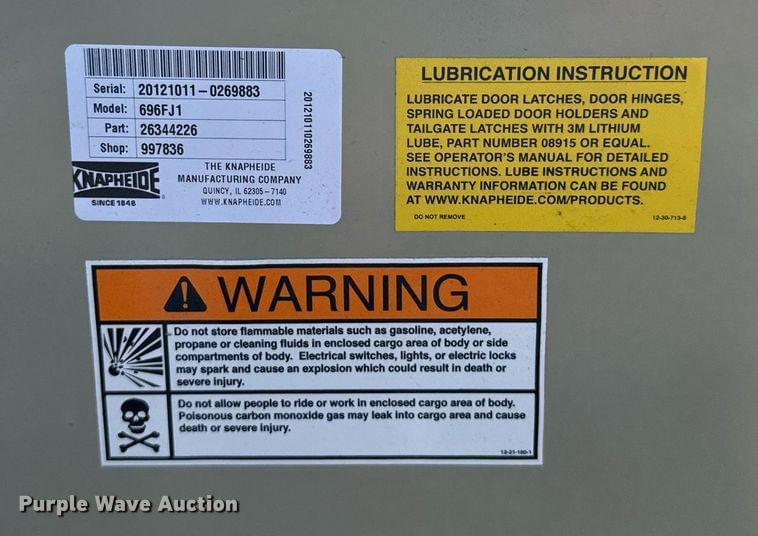 Serial: 20121011-0269883
Model: 696FJ1
Part: 26344226
Shop: 997836
201210110269883
KNAPHEIDE
SINCE 1848
THE KNAPHEIDE
MANUFACTURING COMPANY
QUINCY, IL 62305-7140
WWW.KNAPHEIDE.COM
LUBRICATION INSTRUCTION
LUBRICATE DOOR LATCHES, DOOR HINGES,
SPRING LOADED DOOR HOLDERS AND
TAILGATE LATCHES WITH 3M LITHIUM
LUBE, PART NUMBER 08915 OR EQUAL.
SEE OPERATOR'S MANUAL FOR DETAILED
INSTRUCTIONS. LUBE INSTRUCTIONS AND
WARRANTY INFORMATION CAN BE FOUND
AT WWW.KNAPHEIDE.COM/PRODUCTS.
DO NOT REMOVE
12-30-713-6
WARNING
Do not store flammable materials such as gasoline, acetylene,
propane or cleaning fluids in enclosed cargo area of body or side
compartments of body. Electrical switches, lights, or electric locks
may spark and cause an explosion which could result in death or
severe injury.
Do not allow people to ride or work in enclosed cargo area of body.
Poisonous carbon monoxide gas may leak into cargo area and cause
death or severe injury.
12-21-180-1
Purple Wave Auction